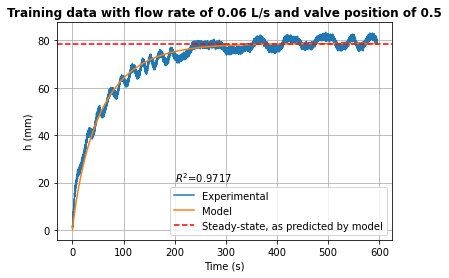 Training data with flow rate of 0.06 L/s and valve position of 0.5
80
60
40
20
0
h (mm)
R²=0.9717
Experimental
Model
Steady-state, as predicted by model
0 100 200 300 400 500 600
Time (s)